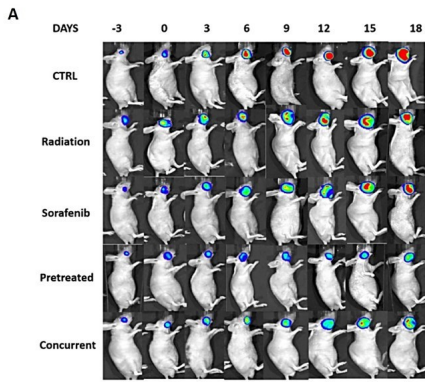 A
DAYS -3 0 3 6 9 12 15 18
CTRL
Radiation
Sorafenib
Pretreated
Concurrent